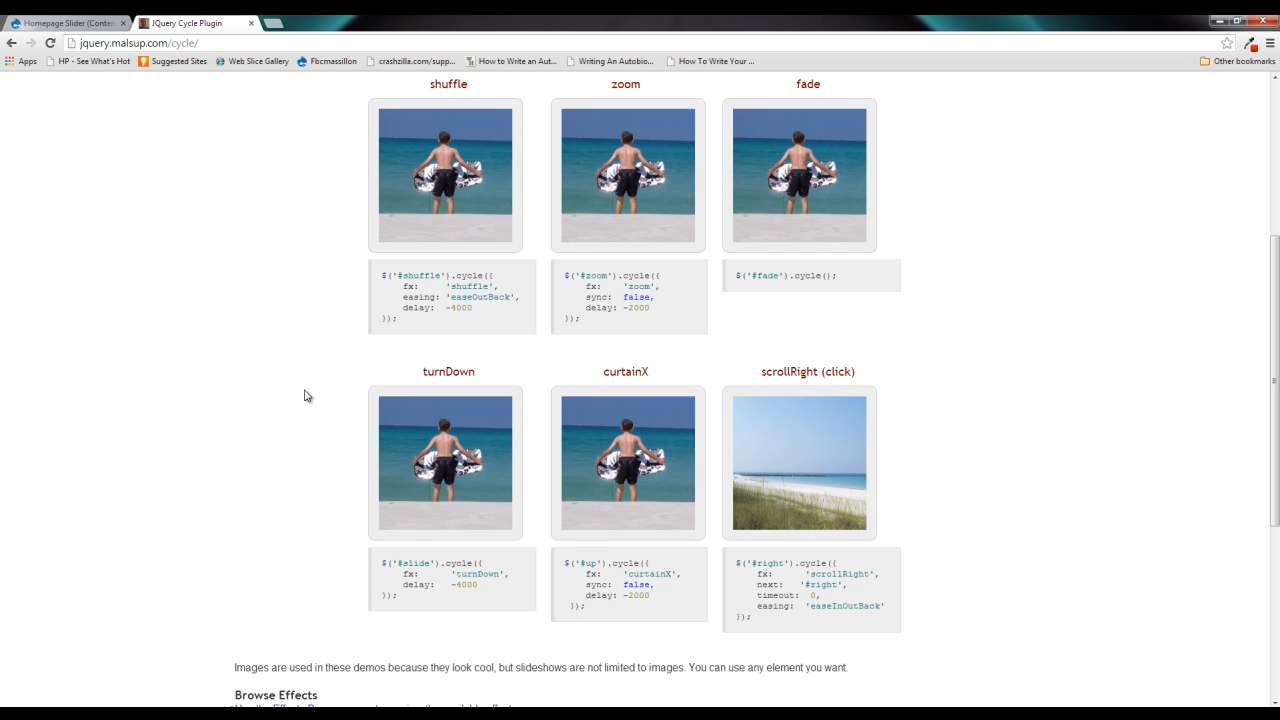 Homepage Slider (Conten
JQuery Cycle Plugin
jquery.malsup.com/cycle/
Apps
HP - See What's Hot
Suggested Sites
Web Slice Gallery
Fbcmassillon
crashzilla.com/supp...
How to Write an Aut...
Writing An Autobio...
How To Write Your ...
Other bookmarks
shuffle
zoom
fade
$('#shuffle').cycle({
fx: 'shuffle',
easing: 'easeOutBack',
delay: -4000
});
$('#zoom').cycle({
fx: 'zoom',
sync: false,
delay: -2000
});
$('#fade').cycle();
turnDown
curtainX
scrollRight (click)
$('#slide').cycle({
fx: 'turnDown',
delay: -4000
});
$('#up').cycle({
fx: 'curtainX',
sync: false,
delay: -2000
});
$('#right').cycle({
fx: 'scrollRight',
next: '#right',
timeout: 0,
easing: 'easeInOutBack'
});
Images are used in these demos because they look cool, but slideshows are not limited to images. You can use any element you want.
Browse Effects